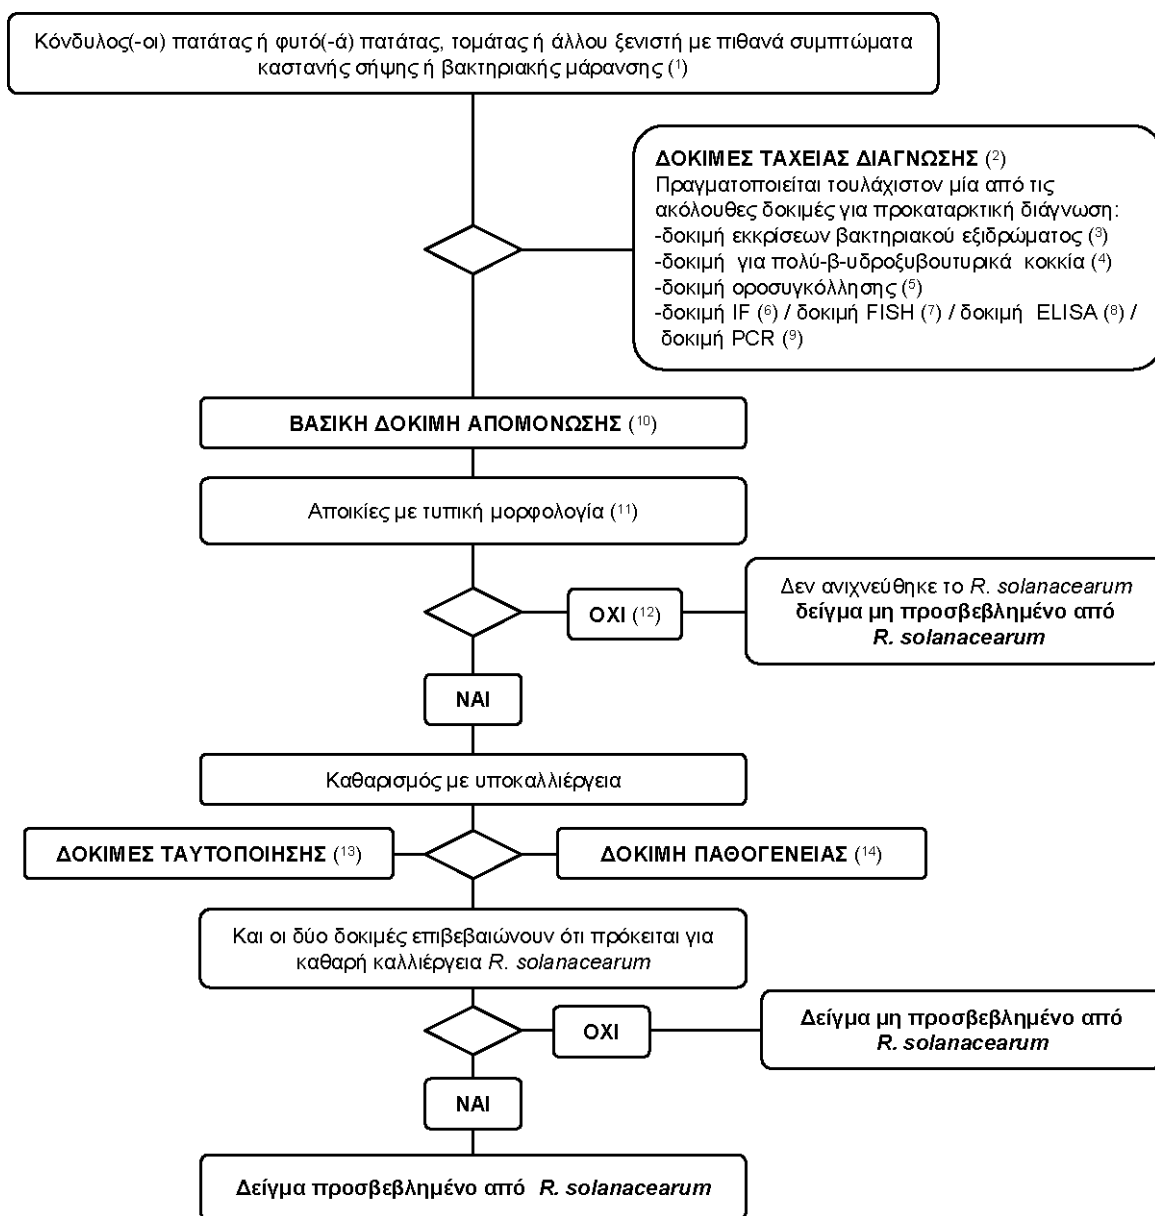 Κόνδυλος(-οι) πατάτας ή φυτό(-ά) πατάτας, τομάτας ή άλλου ξενιστή με πιθανά συμπτώματα
καστανής σήψης ή βακτηριακής μάρανσης (1)
ΔΟΚΙΜΕΣ ΤΑΧΕΙΑΣ ΔΙΑΓΝΩΣΗΣ (2)
Πραγματοποιείται τουλάχιστον μία από τις
ακόλουθες δοκιμές για προκαταρκτική διάγνωση:
-δοκιμή εκκρίσεων βακτηριακού εξιδρώματος (3)
-δοκιμή για πολύ-β-υδροξυβουτυρικά κοκκία (4)
-δοκιμή οροσυγκόλλησης (5)
-δοκιμή IF (6) / δοκιμή FISH (7) / δοκιμή ELISA (8) /
δοκιμή PCR (9)
ΒΑΣΙΚΗ ΔΟΚΙΜΗ ΑΠΟΜΟΝΩΣΗΣ (10)
Αποικίες με τυπική μορφολογία (11)
ΟΧΙ (12)
Δεν ανιχνεύθηκε το R. solanacearum
δείγμα μη προσβεβλημένο από
R. solanacearum
ΝΑΙ
Καθαρισμός με υποκαλλιέργεια
ΔΟΚΙΜΕΣ ΤΑΥΤΟΠΟΙΗΣΗΣ (13)
ΔΟΚΙΜΗ ΠΑΘΟΓΕΝΕΙΑΣ (14)
Και οι δύο δοκιμές επιβεβαιώνουν ότι πρόκειται για
καθαρή καλλιέργεια R. solanacearum
ΟΧΙ
Δείγμα μη προσβεβλημένο από
R. solanacearum
ΝΑΙ
Δείγμα προσβεβλημένο από R. solanacearum